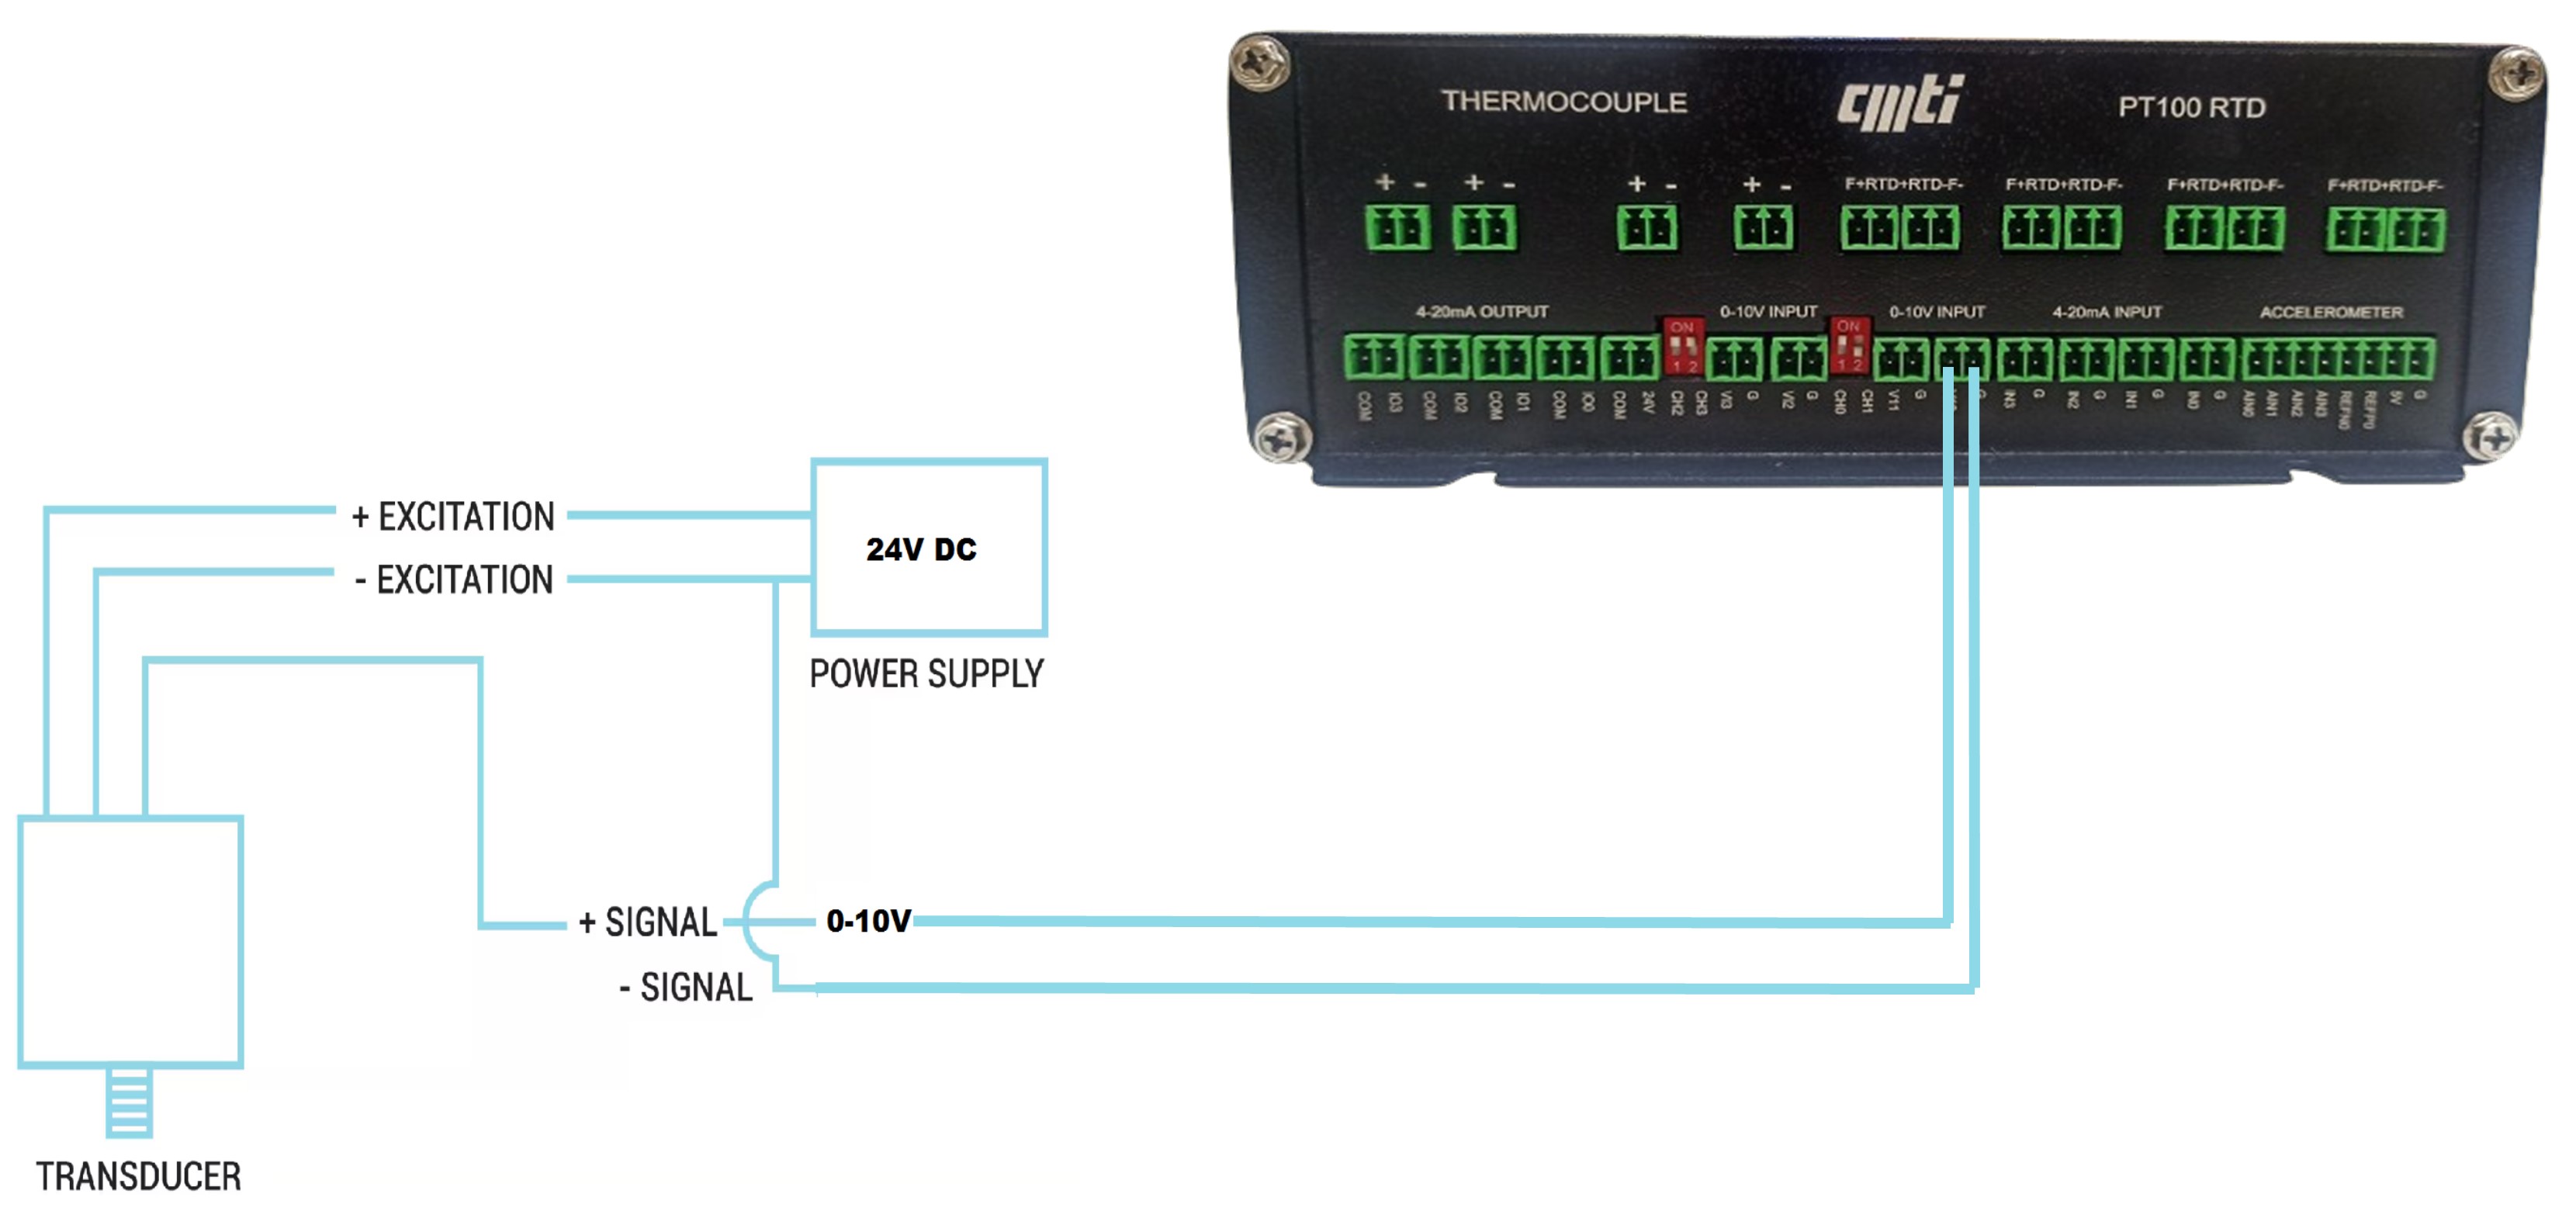 THERMOCOUPLE
cmti
PT100 RTD
+ - + - + - + - F+RTD+RTD-F- F+RTD+RTD-F- F+RTD+RTD-F- F+RTD+RTD-F-
4-20mA OUTPUT
0-10V INPUT
0-10V INPUT
4-20mA INPUT
ACCELEROMETER
ON
1 2
ON
1 2
COM IO3 COM IO2 COM IO1 COM IO0 COM 24V CH2 CH3 V3 G V2 G CH0 CH1 V11 G G IN3 G IN2 G IN1 G IN0 G AIN0 AIN1 AIN2 AIN3 REFN0 REFP0 5V G
+ EXCITATION
- EXCITATION
24V DC
POWER SUPPLY
+ SIGNAL
0-10V
- SIGNAL
TRANSDUCER